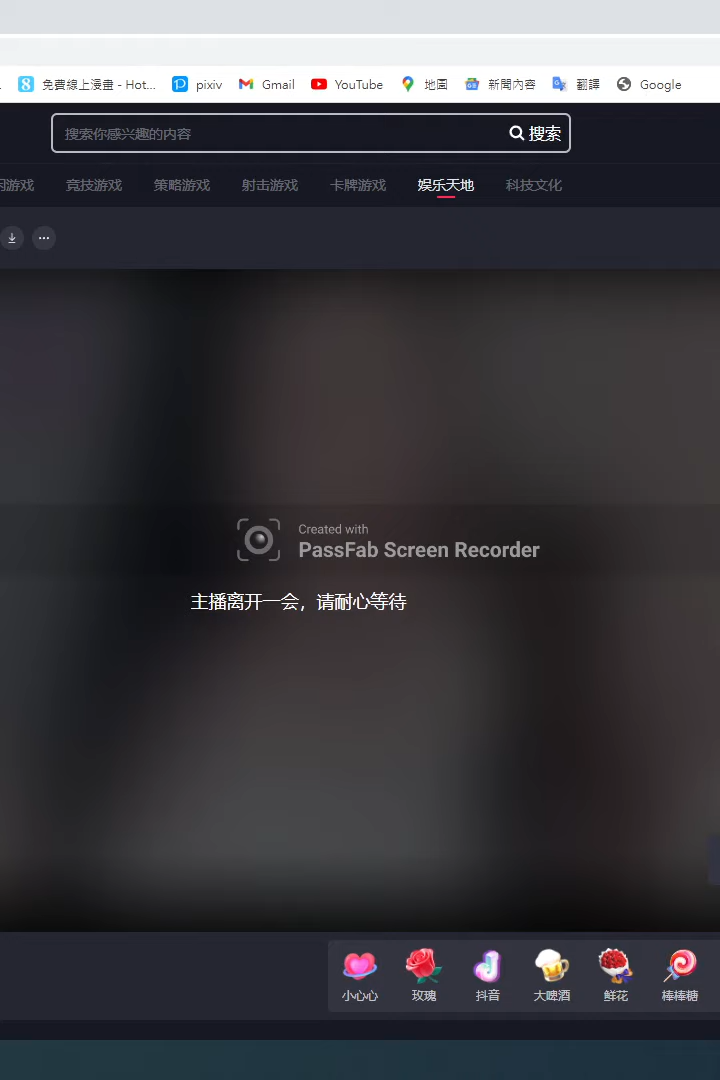 免費線上漫畫 - Hot... pixiv Gmail YouTube 地圖 新聞內容 翻譯 Google
搜索你感兴趣的内容 搜索
闲游戏 竞技游戏 策略游戏 射击游戏 卡牌游戏 娱乐天地 科技文化
Created with
PassFab Screen Recorder
主播离开一会，请耐心等待
小心心 玫瑰 抖音 大啤酒 鲜花 棒棒糖